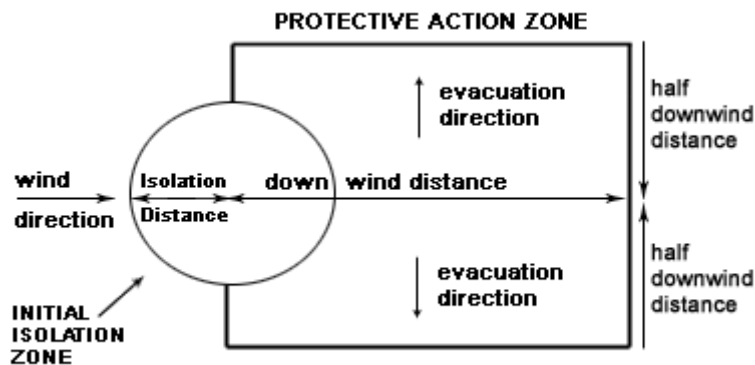 PROTECTIVE ACTION ZONE
evacuation
direction
half
downwind
distance
wind
direction
Isolation
Distance
down wind distance
evacuation
direction
half
downwind
distance
INITIAL
ISOLATION
ZONE